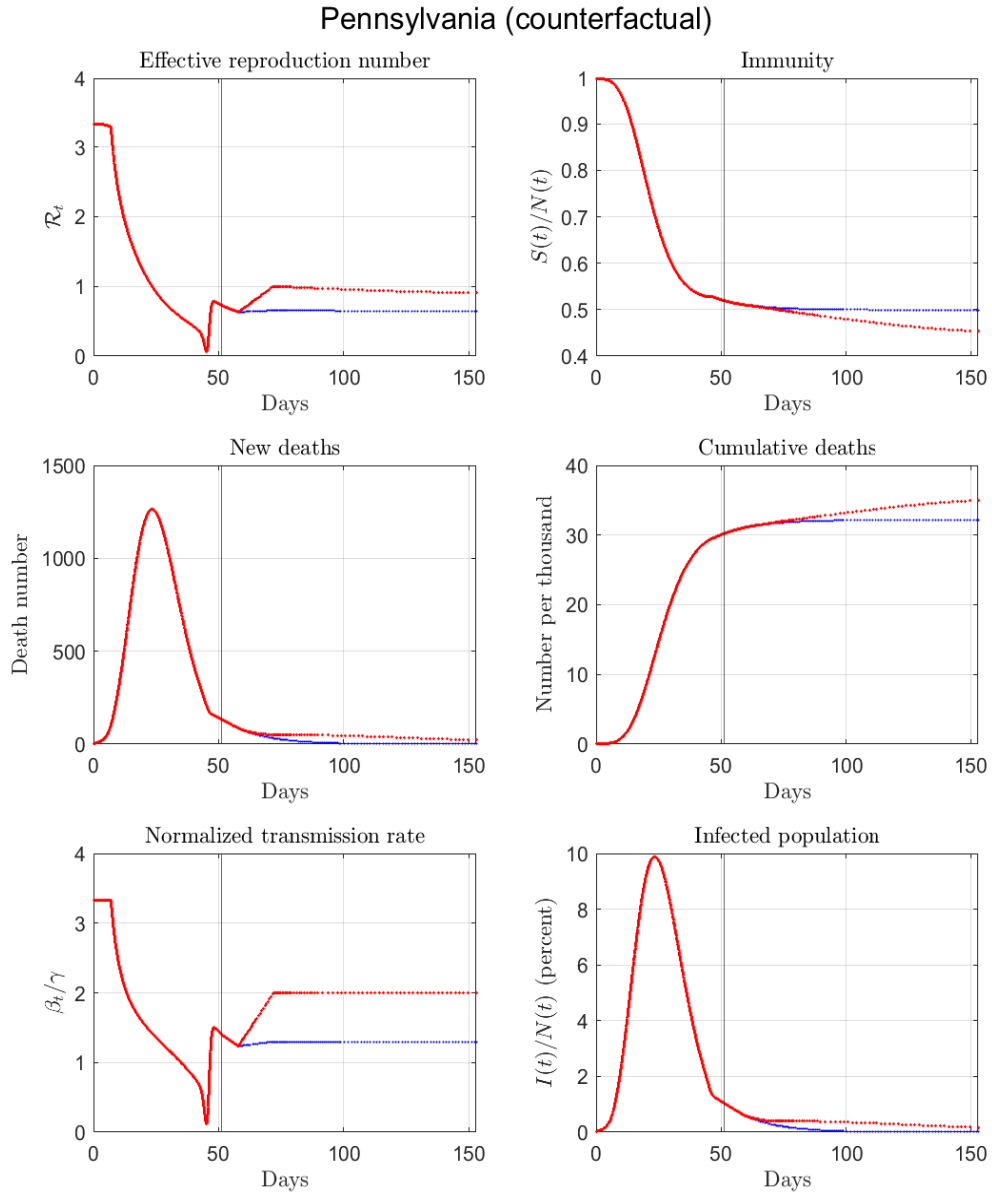 Pennsylvania (counterfactual)
Effective reproduction number
4
3
2
1
0
ℛₜ
0 50 100 150
Days
Immunity
1
0.9
0.8
0.7
0.6
0.5
0.4
S(t)/N(t)
0 50 100 150
Days
New deaths
1500
1000
500
0
Death number
0 50 100 150
Days
Cumulative deaths
40
30
20
10
0
Number per thousand
0 50 100 150
Days
Normalized transmission rate
4
3
2
1
0
βₜ/γ
0 50 100 150
Days
Infected population
10
8
6
4
2
0
I(t)/N(t) (percent)
0 50 100 150
Days